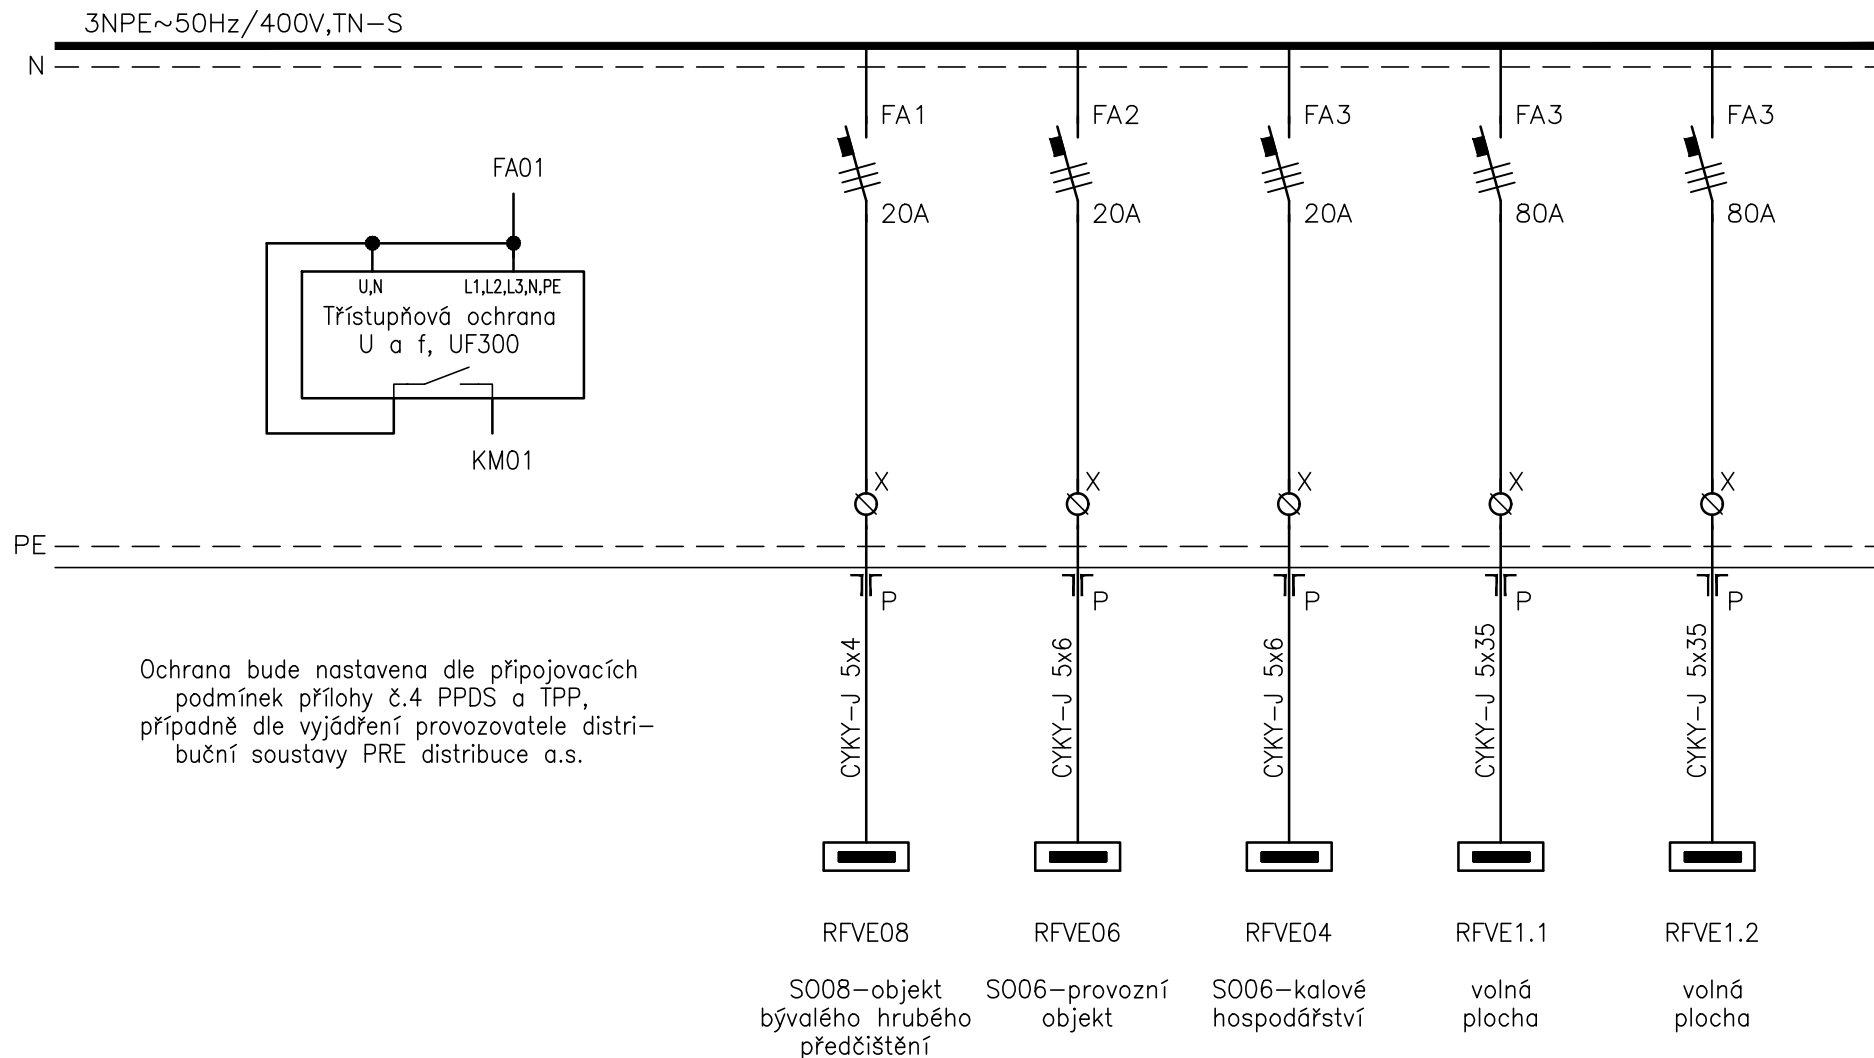 3NPE~50Hz/400V,TN-S
N
FA1
FA2
FA3
FA3
FA3
20A
20A
20A
80A
80A
FA01
U,N
L1,L2,L3,N,PE
Třístupňová ochrana
U a f, UF300
KM01
X
X
X
X
X
PE
P
P
P
P
P
CYKY-J 5x4
CYKY-J 5x6
CYKY-J 5x6
CYKY-J 5x35
CYKY-J 5x35
Ochrana bude nastavena dle připojovacích
podmínek přílohy č.4 PPDS a TPP,
případně dle vyjádření provozovatele distri-
buční soustavy PRE distribuce a.s.
RFVE08
RFVE06
RFVE04
RFVE1.1
RFVE1.2
SO08-objekt
bývalého hrubého
předčištění
SO06-provozní
objekt
SO06-kalové
hospodářství
volná
plocha
volná
plocha